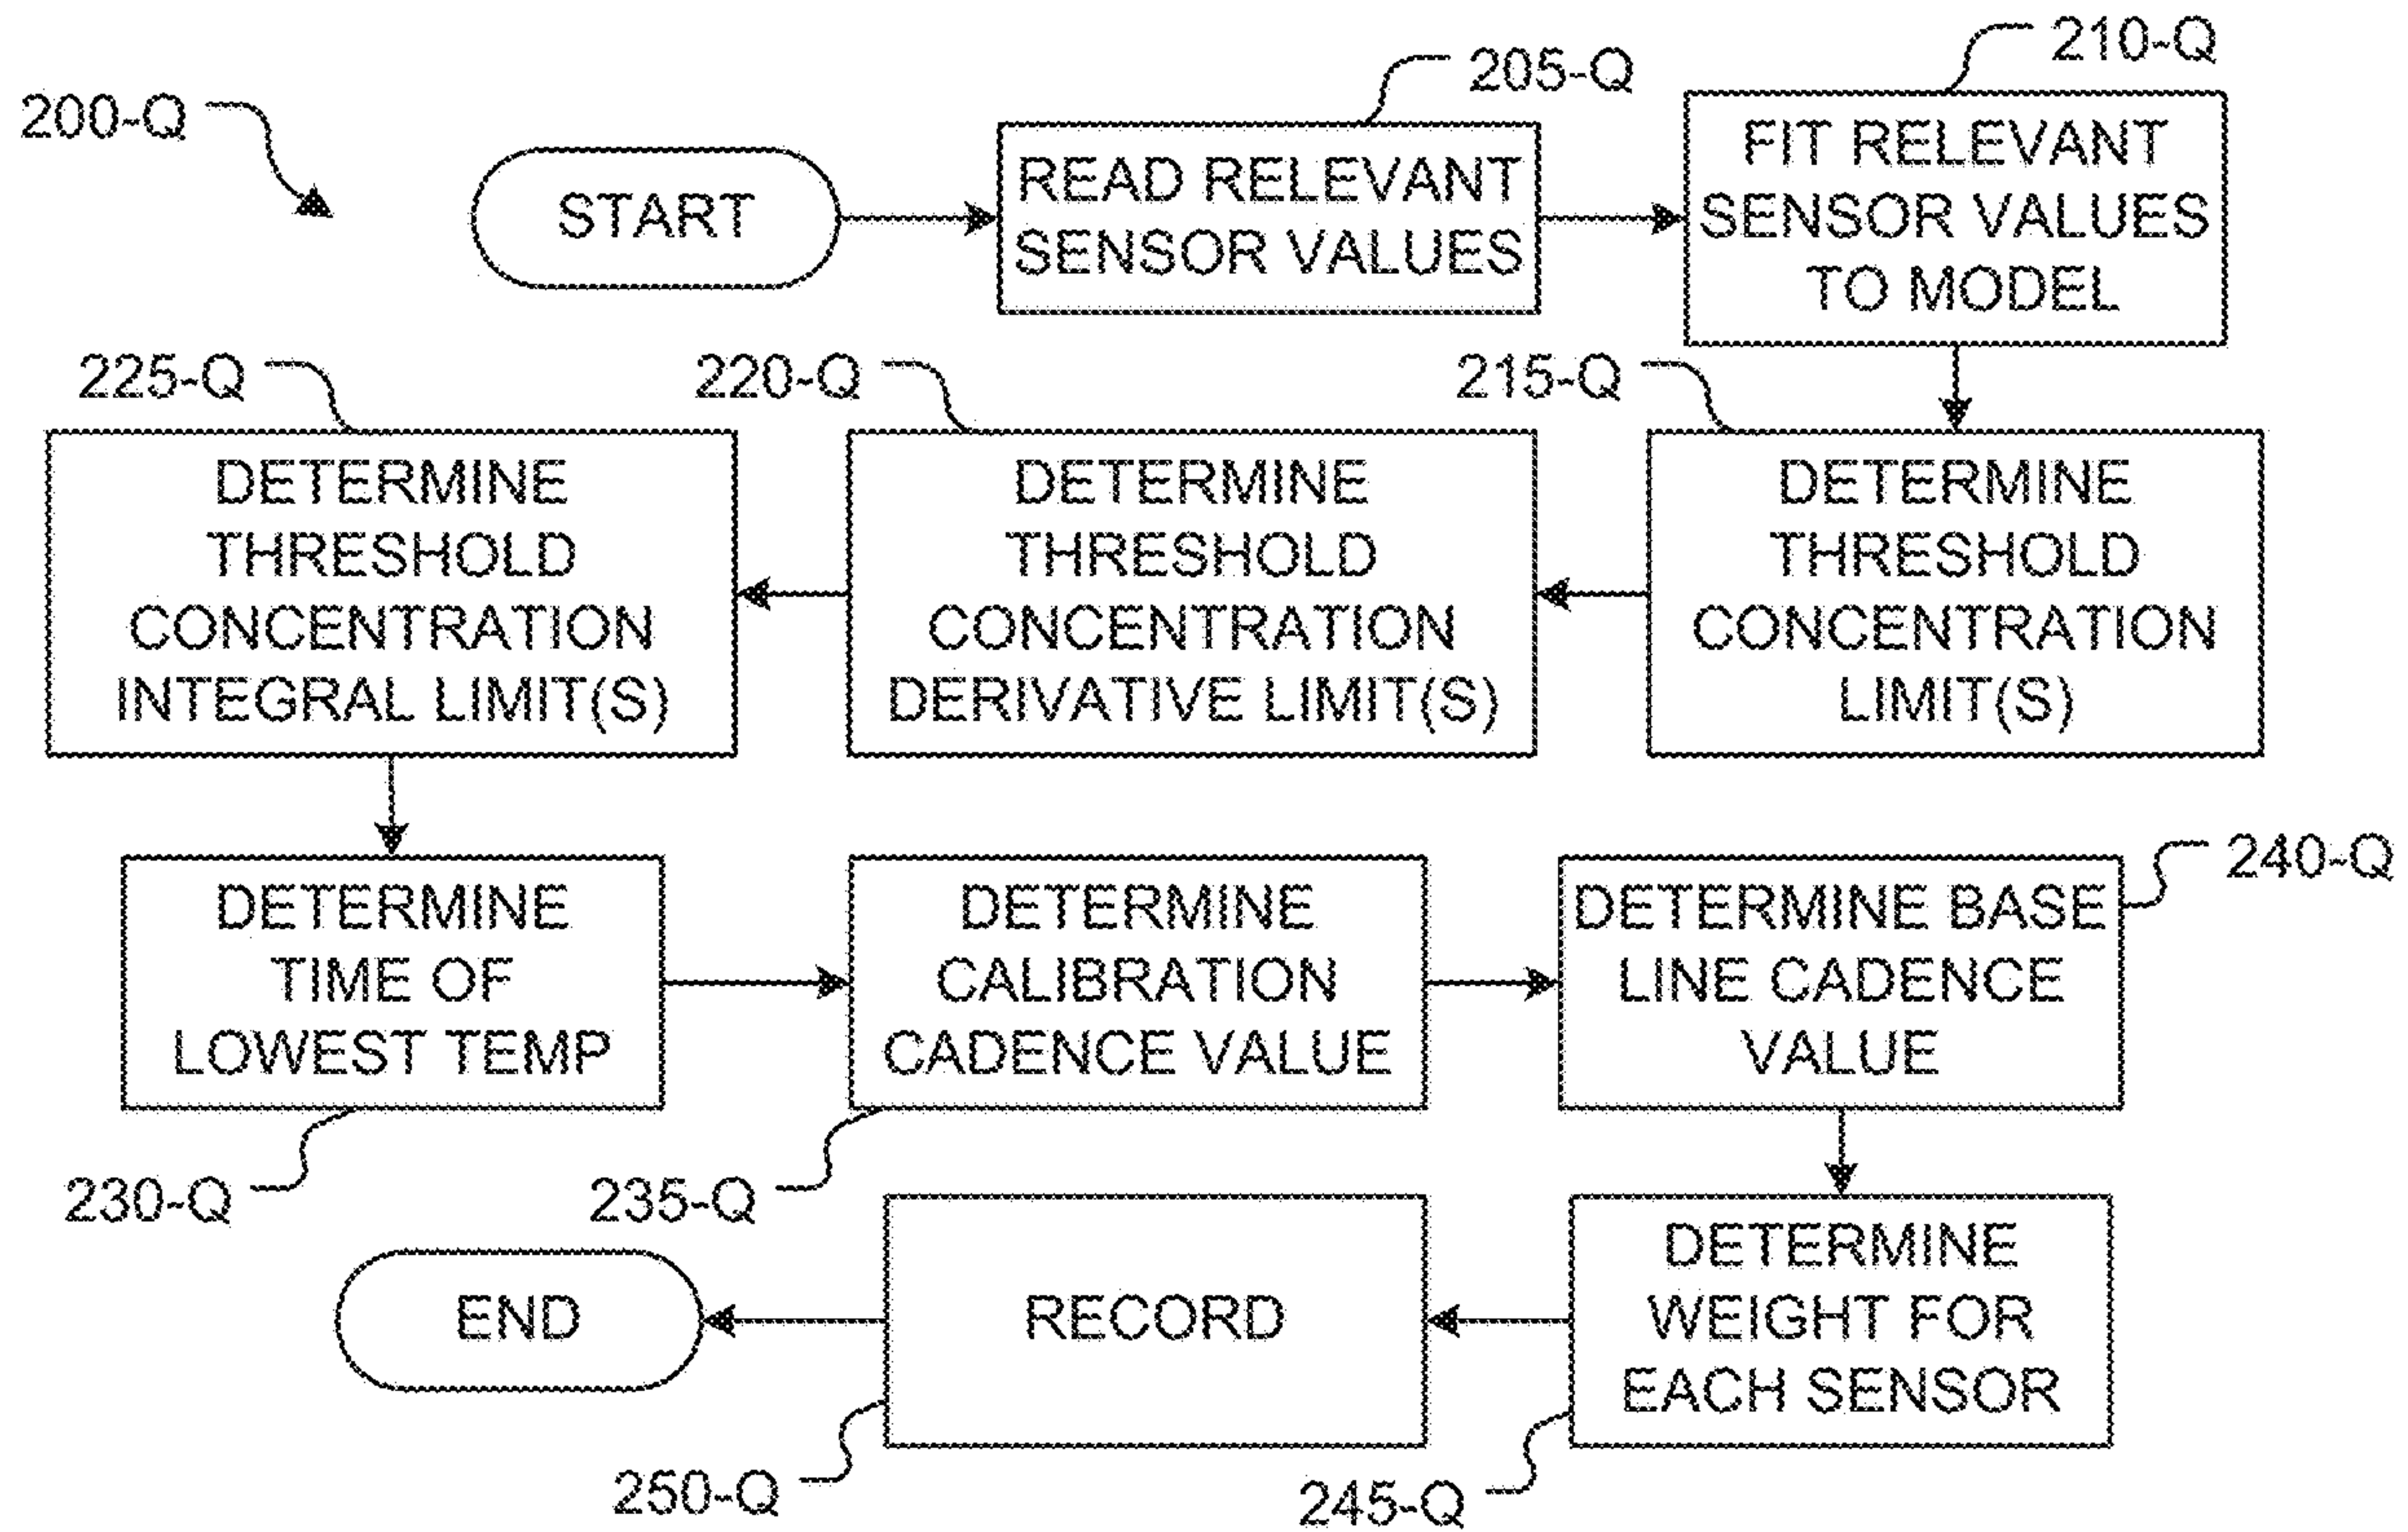 200-Q
START
205-Q
READ RELEVANT
SENSOR VALUES
210-Q
FIT RELEVANT
SENSOR VALUES
TO MODEL
215-Q
DETERMINE
THRESHOLD
CONCENTRATION
LIMIT(S)
220-Q
DETERMINE
THRESHOLD
CONCENTRATION
DERIVATIVE LIMIT(S)
225-Q
DETERMINE
THRESHOLD
CONCENTRATION
INTEGRAL LIMIT(S)
DETERMINE
TIME OF
LOWEST TEMP
230-Q
DETERMINE
CALIBRATION
CADENCE VALUE
235-Q
DETERMINE BASE
LINE CADENCE
VALUE
240-Q
DETERMINE
WEIGHT FOR
EACH SENSOR
245-Q
RECORD
250-Q
END